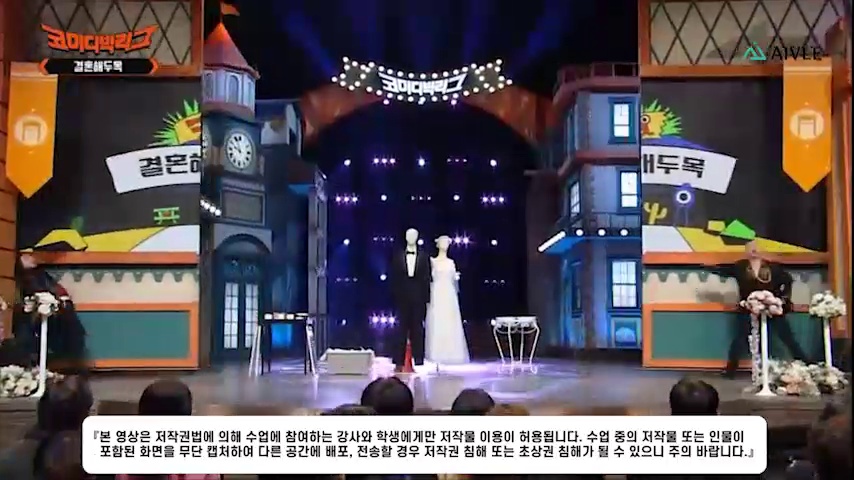 코미디빅리그
결혼해두목
AIVLE
코미디빅리그
결혼해
해두목
『본 영상은 저작권법에 의해 수업에 참여하는 강사와 학생에게만 저작물 이용이 허용됩니다. 수업 중의 저작물 또는 인물이
포함된 화면을 무단 캡처하여 다른 공간에 배포, 전송할 경우 저작권 침해 또는 초상권 침해가 될 수 있으니 주의 바랍니다.』